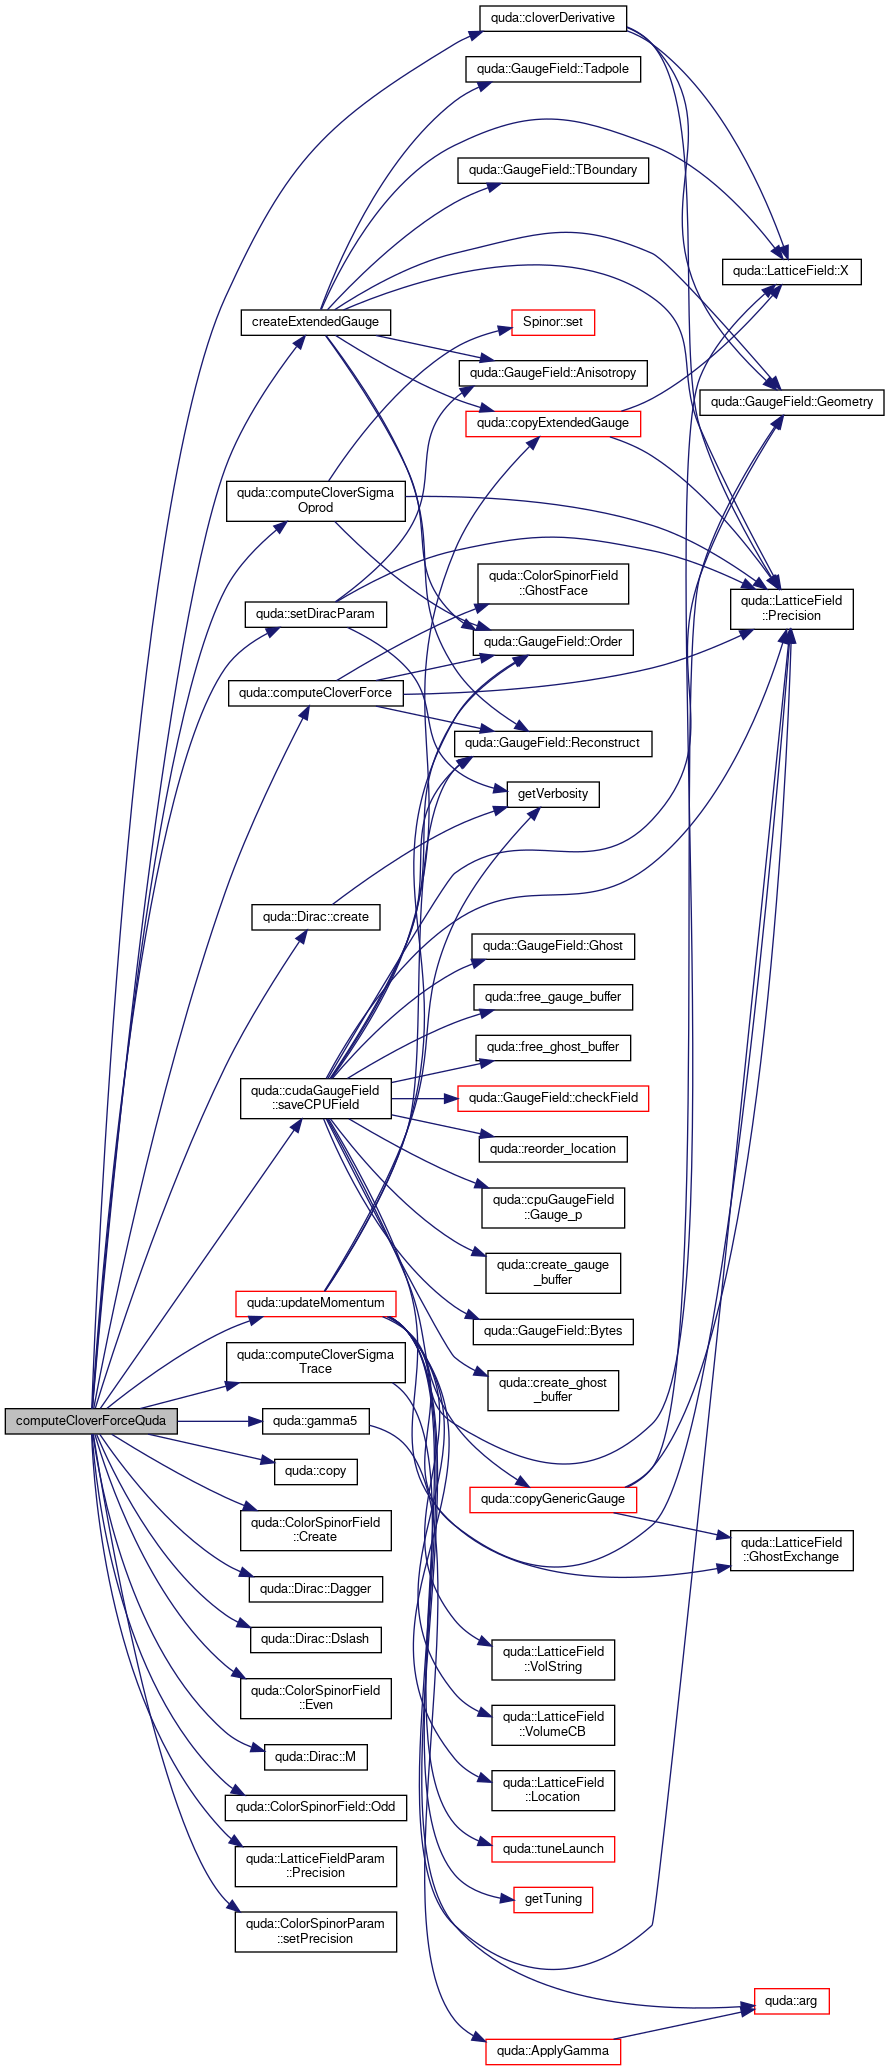 quda::cloverDerivative
quda::GaugeField::Tadpole
quda::GaugeField::TBoundary
quda::LatticeField::X
createExtendedGauge
Spinor::set
quda::GaugeField::Anisotropy
quda::GaugeField::Geometry
quda::copyExtendedGauge
quda::computeCloverSigma
Oprod
quda::ColorSpinorField
::GhostFace
quda::LatticeField
::Precision
quda::setDiracParam
quda::GaugeField::Order
quda::computeCloverForce
quda::GaugeField::Reconstruct
getVerbosity
quda::Dirac::create
quda::GaugeField::Ghost
quda::free_gauge_buffer
quda::free_ghost_buffer
quda::cudaGaugeField
::saveCPUField
quda::GaugeField::checkField
quda::reorder_location
quda::cpuGaugeField
::Gauge_p
quda::create_gauge
_buffer
quda::updateMomentum
quda::GaugeField::Bytes
quda::computeCloverSigma
Trace
quda::create_ghost
_buffer
computeCloverForceQuda
quda::gamma5
quda::copy
quda::copyGenericGauge
quda::ColorSpinorField
::Create
quda::LatticeField
::GhostExchange
quda::Dirac::Dagger
quda::Dirac::Dslash
quda::LatticeField
::VolString
quda::ColorSpinorField
::Even
quda::LatticeField
::VolumeCB
quda::Dirac::M
quda::LatticeField
::Location
quda::ColorSpinorField::Odd
quda::tuneLaunch
quda::LatticeFieldParam
::Precision
getTuning
quda::ColorSpinorParam
::setPrecision
quda::arg
quda::ApplyGamma